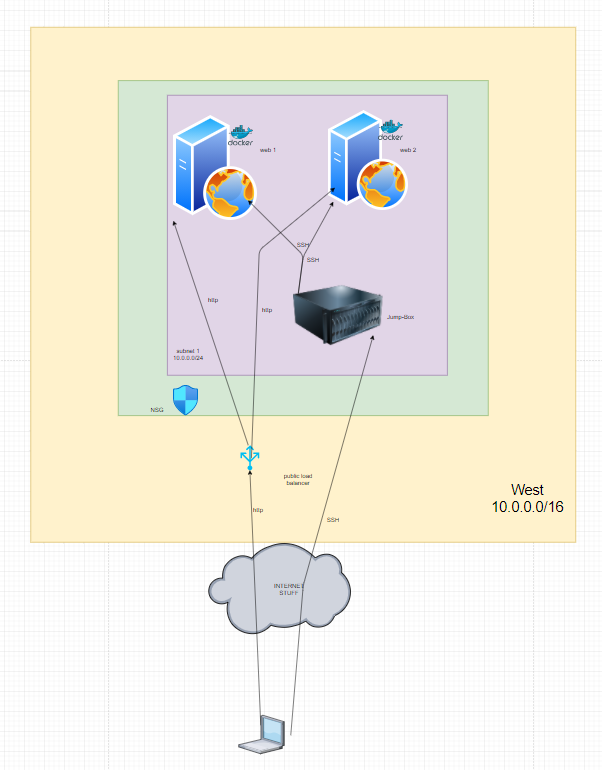 docker
web 1
docker
web 2
SSH
SSH
http
http
Jump-Box
subnet 1
10.0.0.0/24
NSG
public load
balancer
West
10.0.0.0/16
http
SSH
INTERNET
STUFF